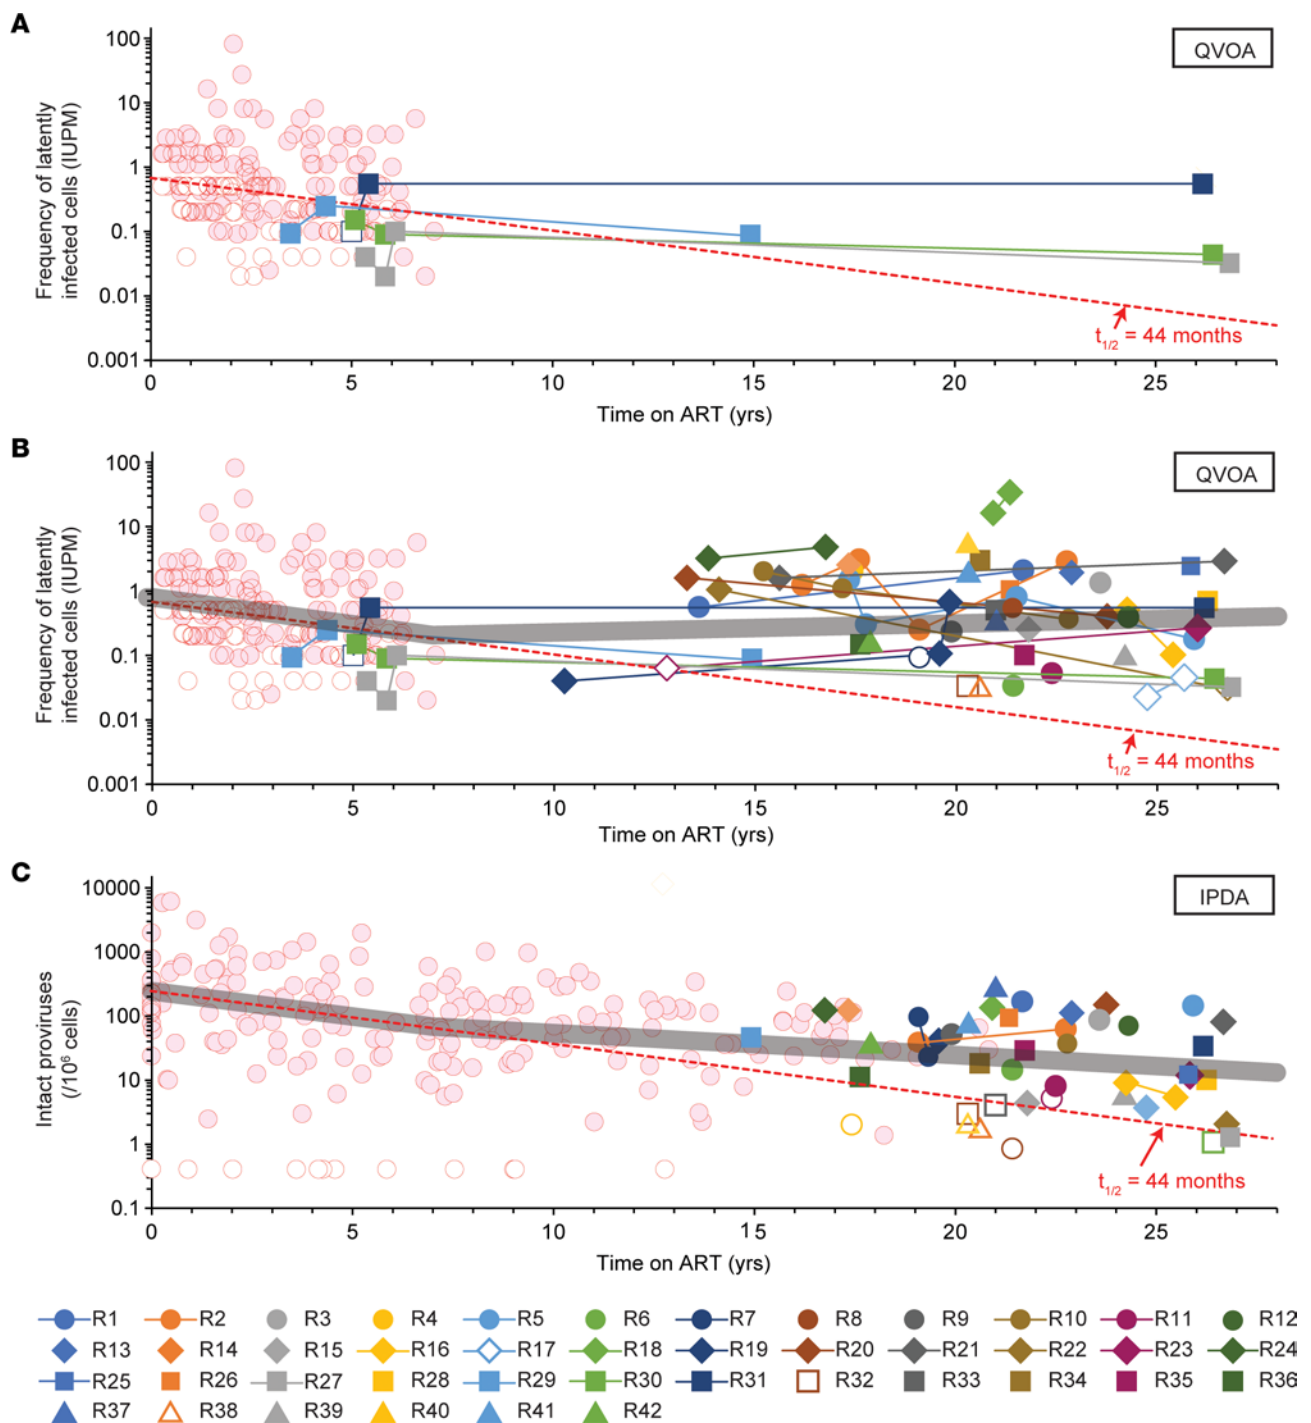 A
QVOA
Frequency of latently
infected cells (IUPM)
100
10
1
0.1
0.01
0.001
t1/2 = 44 months
0 5 10 15 20 25
Time on ART (yrs)
B
QVOA
Frequency of latently
infected cells (IUPM)
100
10
1
0.1
0.01
0.001
t1/2 = 44 months
0 5 10 15 20 25
Time on ART (yrs)
C
IPDA
Intact proviruses
(/10⁶ cells)
10000
1000
100
10
1
0.1
t1/2 = 44 months
0 5 10 15 20 25
Time on ART (yrs)
R1 R2 R3 R4 R5 R6 R7 R8 R9 R10 R11 R12
R13 R14 R15 R16 R17 R18 R19 R20 R21 R22 R23 R24
R25 R26 R27 R28 R29 R30 R31 R32 R33 R34 R35 R36
R37 R38 R39 R40 R41 R42